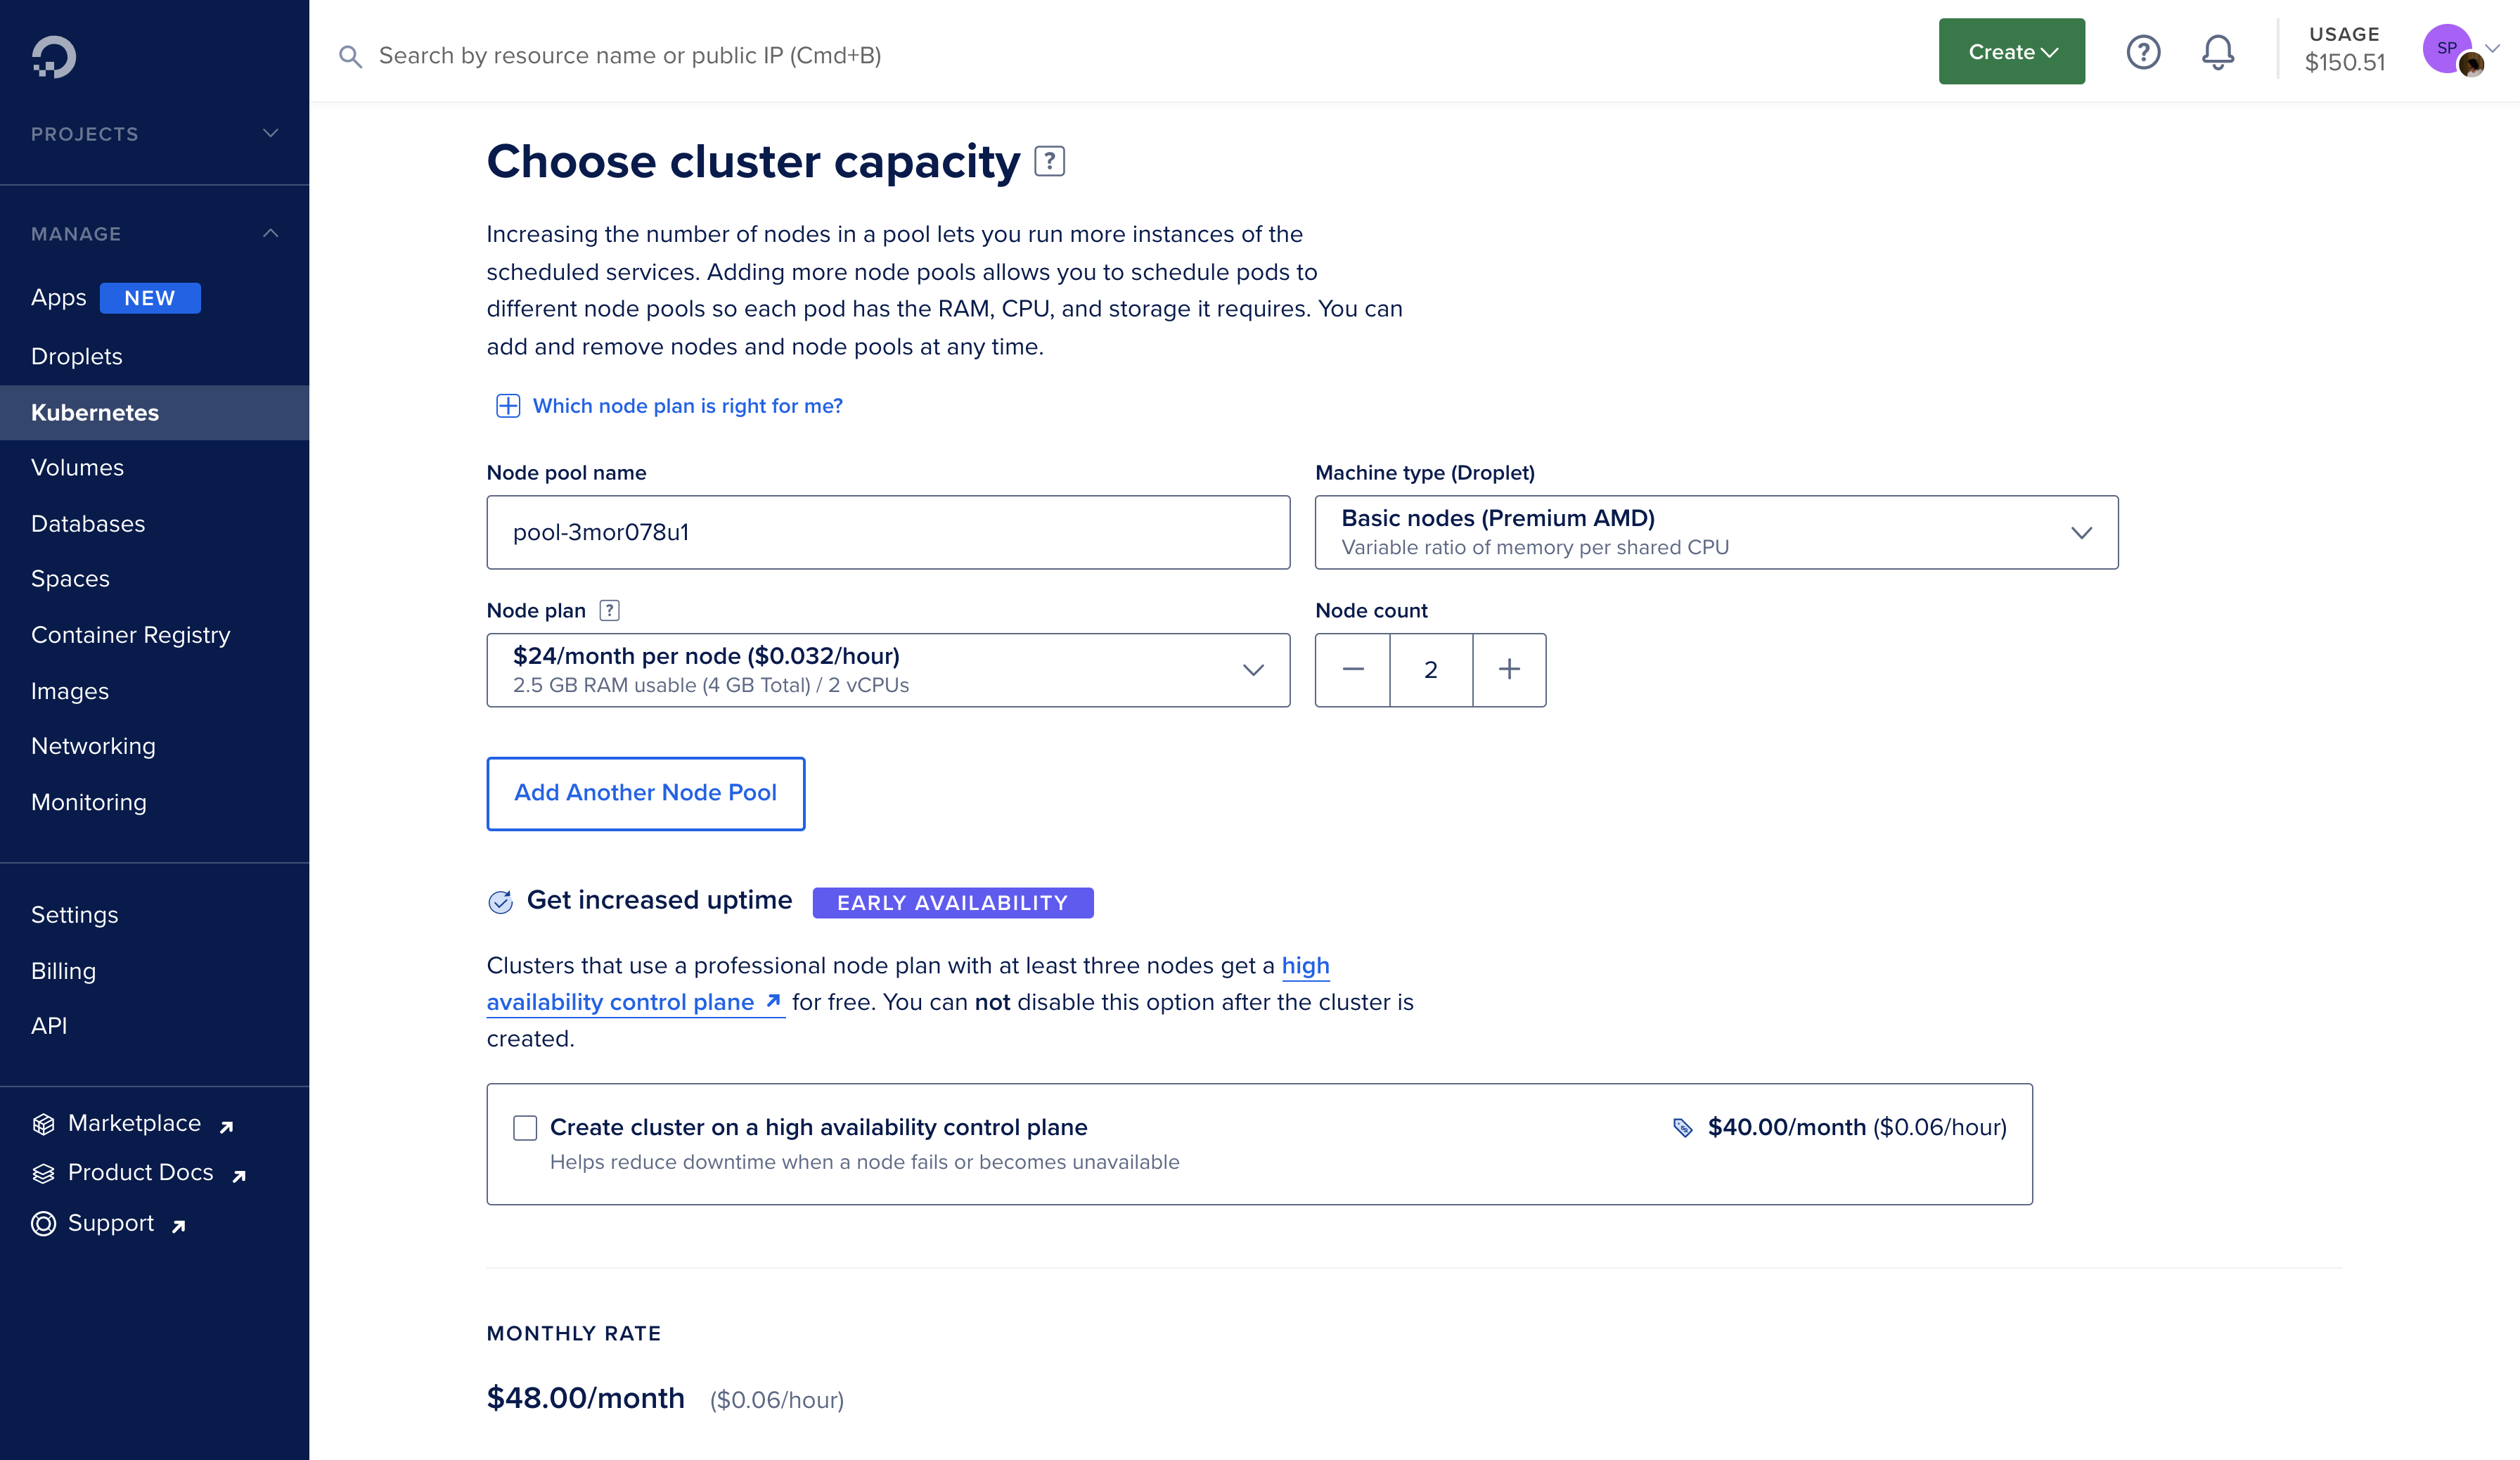 Search by resource name or public IP (Cmd+B)
Create
USAGE
$150.51
SP
PROJECTS
MANAGE
Apps NEW
Droplets
Kubernetes
Volumes
Databases
Spaces
Container Registry
Images
Networking
Monitoring
Settings
Billing
API
Marketplace
Product Docs
Support
Choose cluster capacity ?
Increasing the number of nodes in a pool lets you run more instances of the
scheduled services. Adding more node pools allows you to schedule pods to
different node pools so each pod has the RAM, CPU, and storage it requires. You can
add and remove nodes and node pools at any time.
Which node plan is right for me?
Node pool name
pool-3mor078u1
Machine type (Droplet)
Basic nodes (Premium AMD)
Variable ratio of memory per shared CPU
Node plan ?
$24/month per node ($0.032/hour)
2.5 GB RAM usable (4 GB Total) / 2 vCPUs
Node count
2
Add Another Node Pool
Get increased uptime EARLY AVAILABILITY
Clusters that use a professional node plan with at least three nodes get a high
availability control plane for free. You can not disable this option after the cluster is
created.
Create cluster on a high availability control plane
$40.00/month ($0.06/hour)
Helps reduce downtime when a node fails or becomes unavailable
MONTHLY RATE
$48.00/month ($0.06/hour)